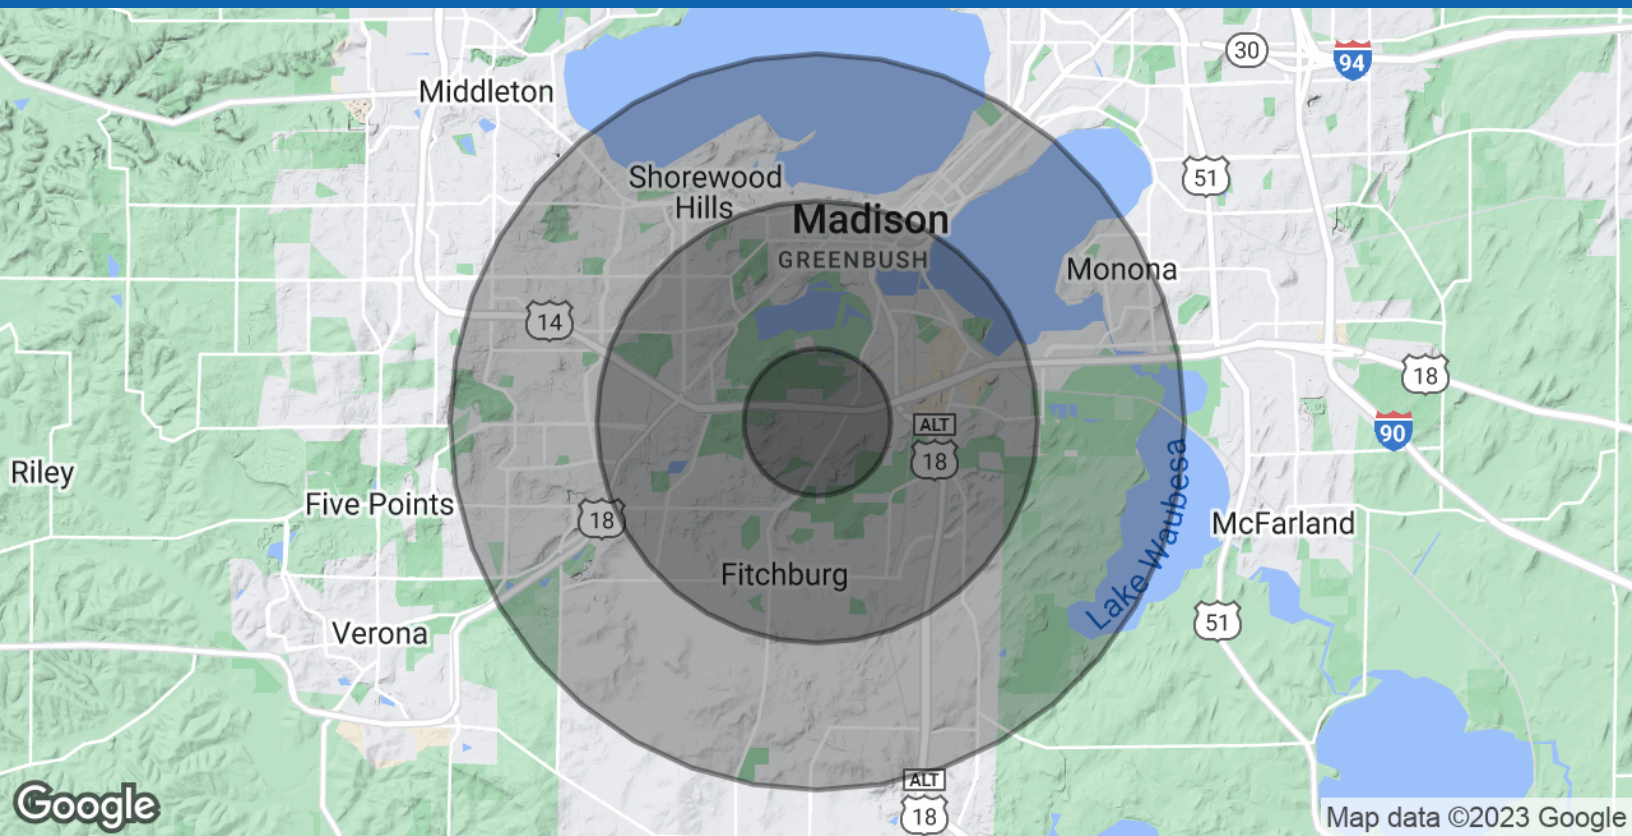 30
94
Middleton
51
Shorewood
Hills
Madison
GREENBUSH
Monona
14
18
ALT
18
90
Riley
Five Points
18
Lake Waubesa
McFarland
Fitchburg
Verona
51
ALT
18
Google
Map data ©2023 Google